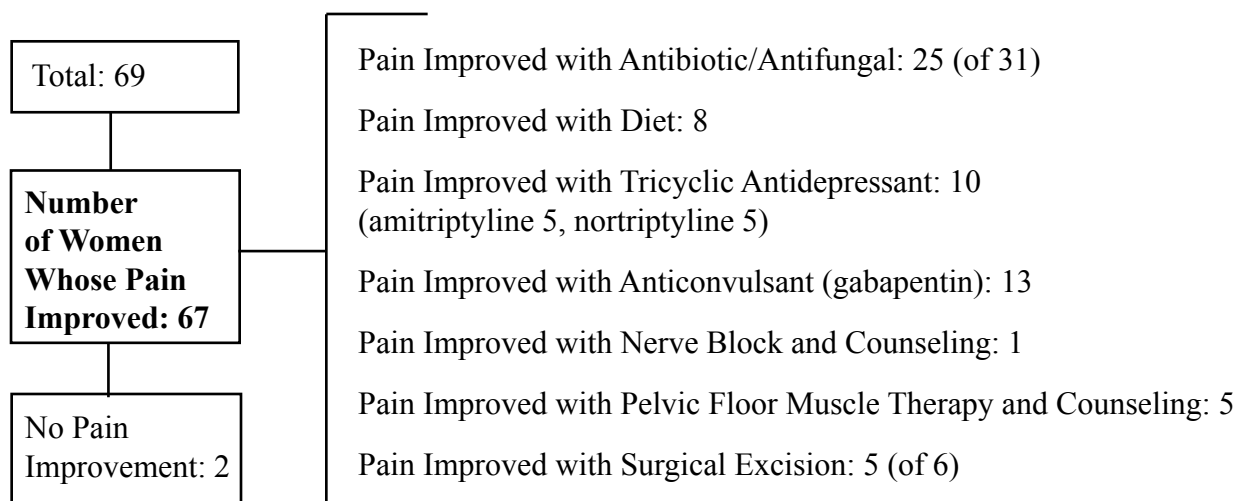 Total: 69
Number
of Women
Whose Pain
Improved: 67
No Pain
Improvement: 2
Pain Improved with Antibiotic/Antifungal: 25 (of 31)
Pain Improved with Diet: 8
Pain Improved with Tricyclic Antidepressant: 10
(amitriptyline 5, nortriptyline 5)
Pain Improved with Anticonvulsant (gabapentin): 13
Pain Improved with Nerve Block and Counseling: 1
Pain Improved with Pelvic Floor Muscle Therapy and Counseling: 5
Pain Improved with Surgical Excision: 5 (of 6)